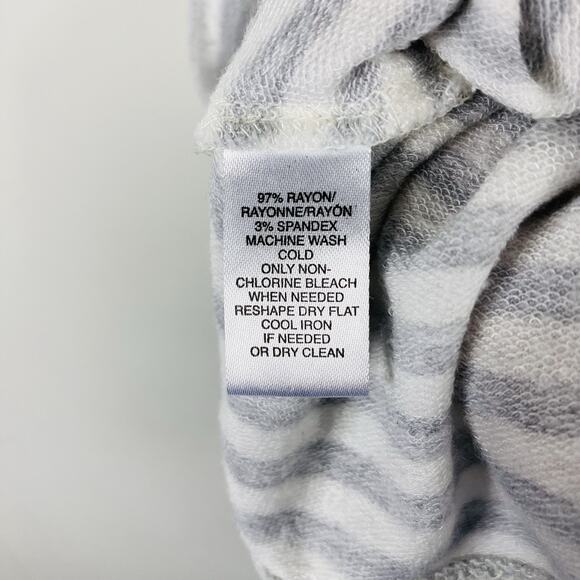 97% RAYON/
RAYONNE/RAYÓN
3% SPANDEX
MACHINE WASH
COLD
ONLY NON-
CHLORINE BLEACH
WHEN NEEDED
RESHAPE DRY FLAT
COOL IRON
IF NEEDED
OR DRY CLEAN